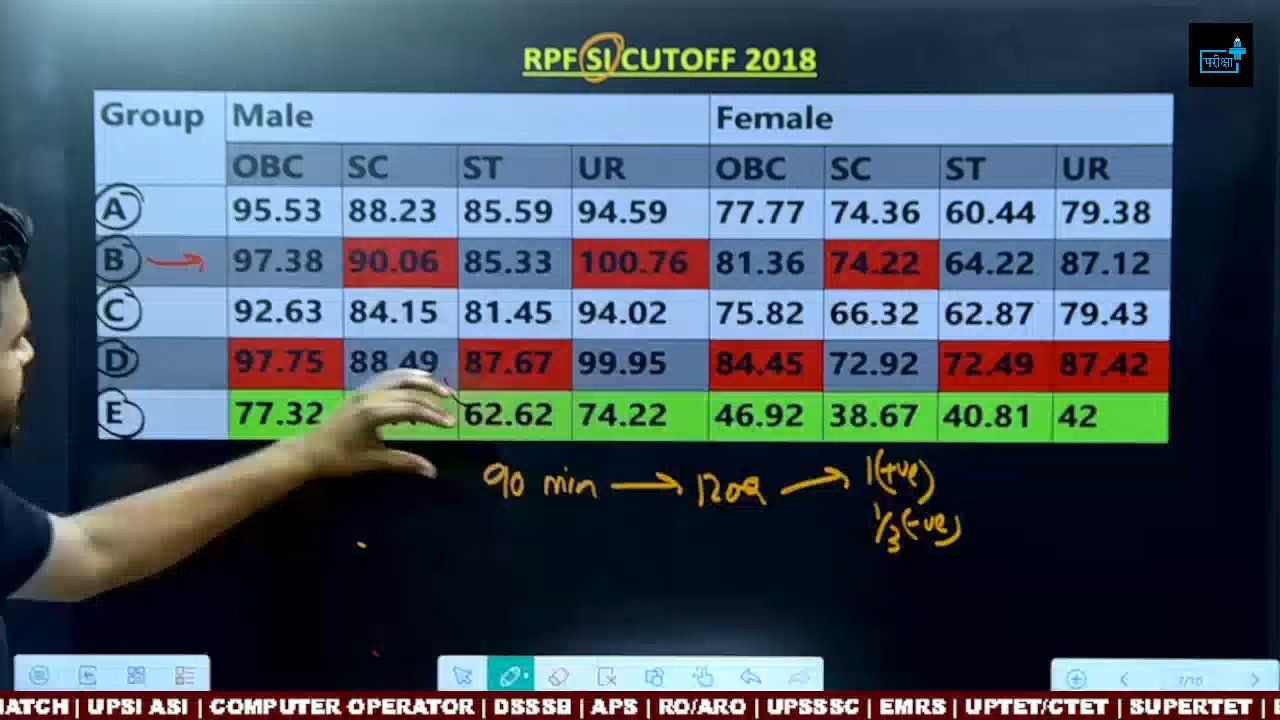 परीक्षा
RPF SI CUTOFF 2018
Group Male Female
OBC SC ST UR OBC SC ST UR
A 95.53 88.23 85.59 94.59 77.77 74.36 60.44 79.38
B 97.38 90.06 85.33 100.76 81.36 74.22 64.22 87.12
C 92.63 84.15 81.45 94.02 75.82 66.32 62.87 79.43
D 97.75 88.49 87.67 99.95 84.45 72.92 72.49 87.42
E 77.32 62.62 74.22 46.92 38.67 40.81 42
90 min → 120Q → 1(+ve)
1/3(-ve)
| UPSI ASI | COMPUTER OPERATOR | DSSSB | APS | RO/ARO | UPSSSC | EMRS | UPTET/CTET | SUPERTET |